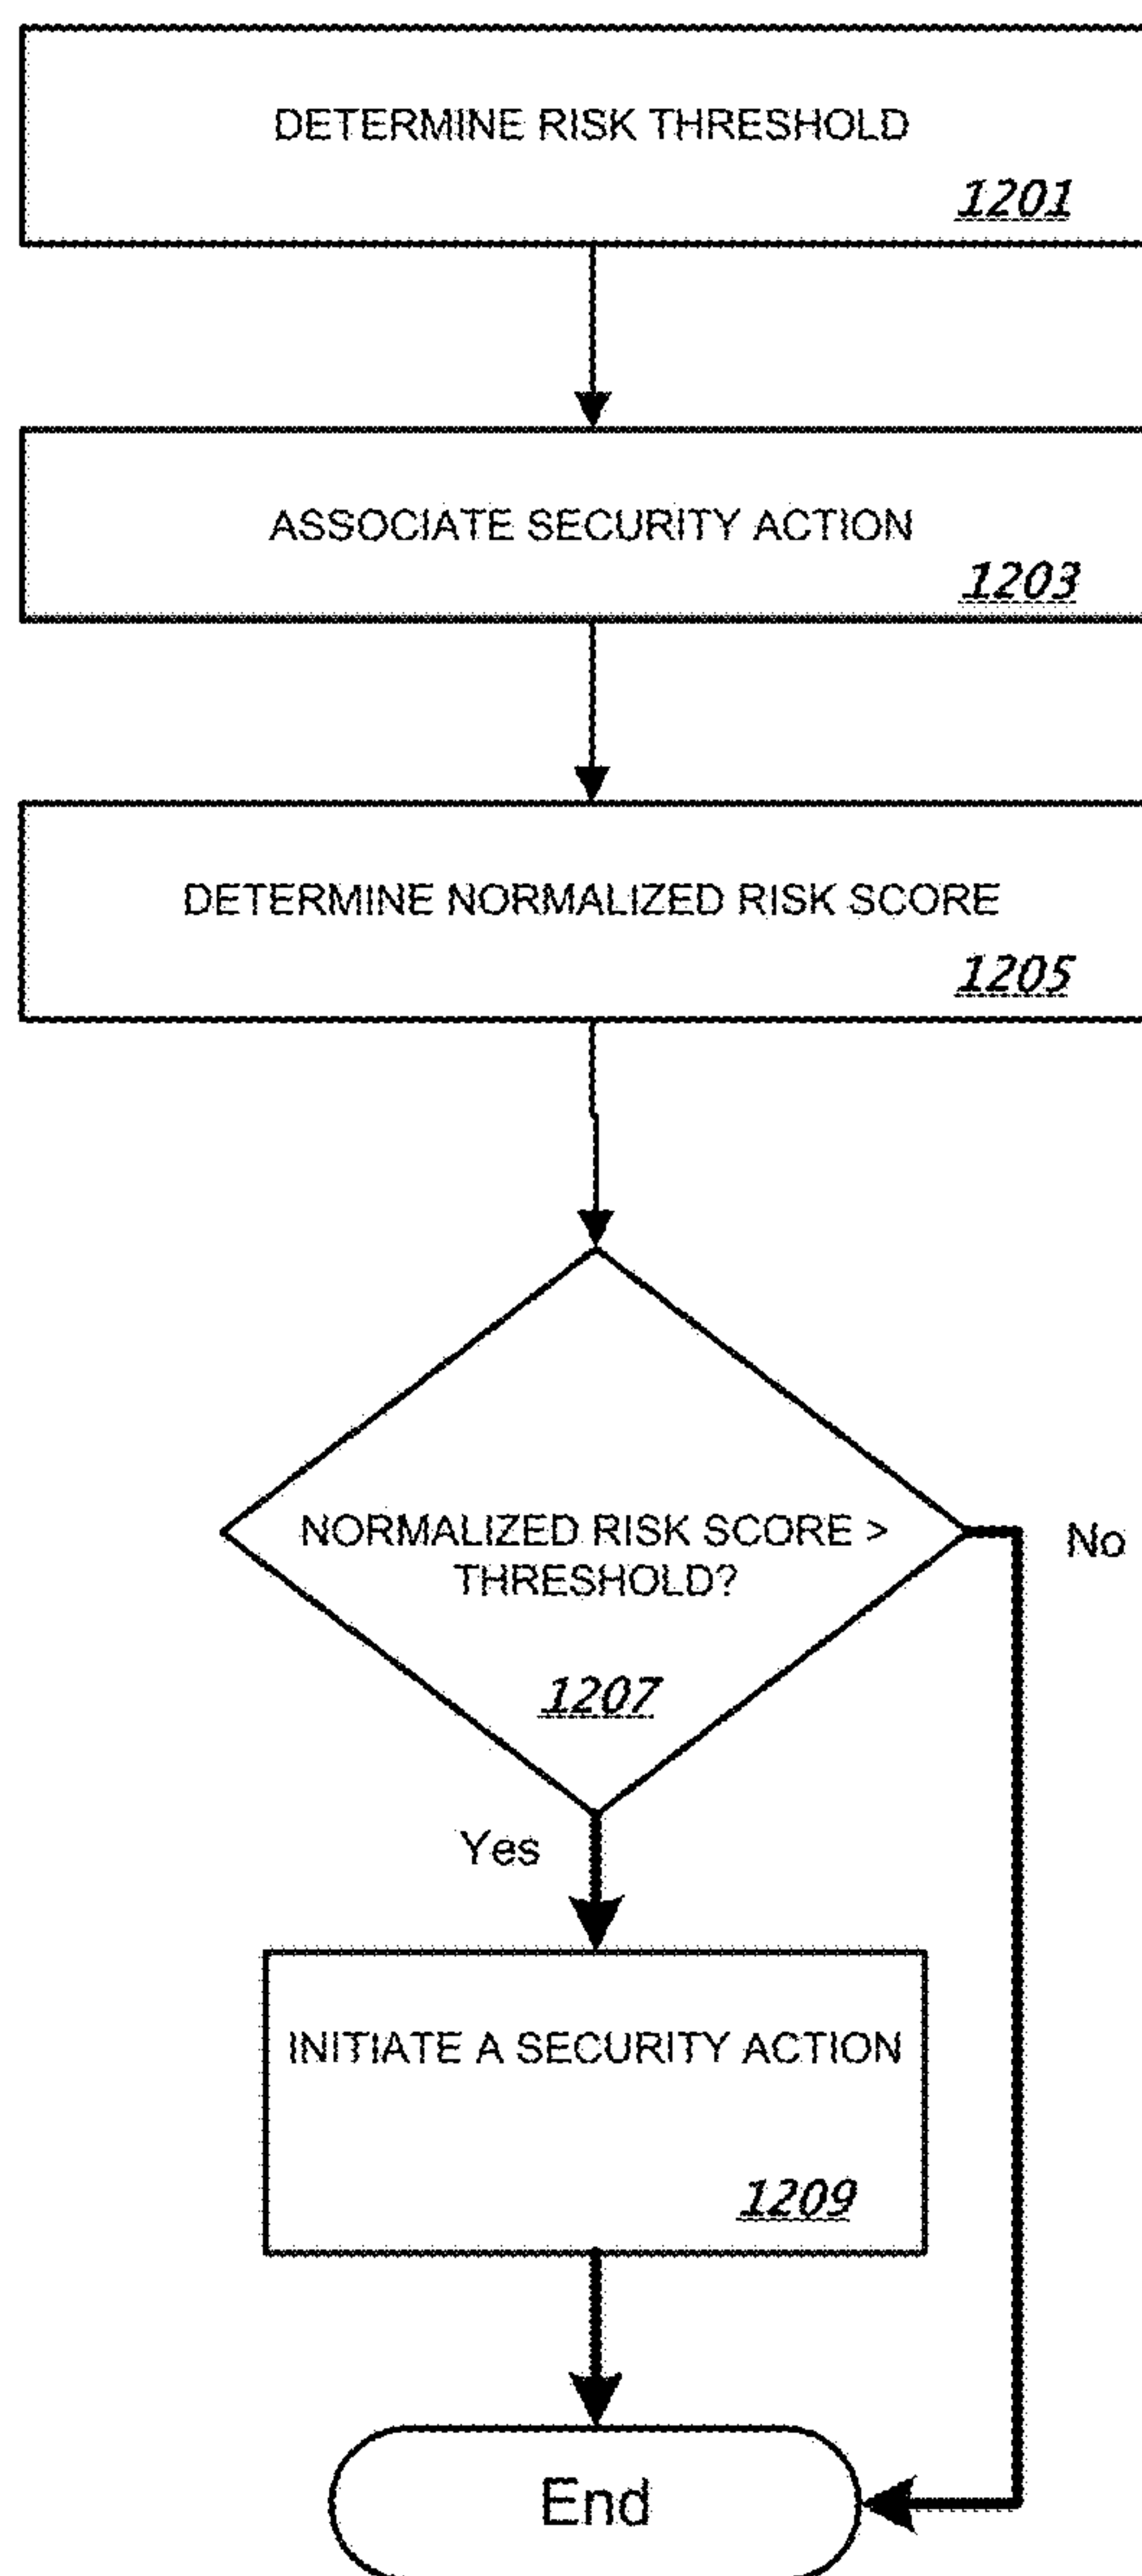 DETERMINE RISK THRESHOLD
1201
ASSOCIATE SECURITY ACTION
1203
DETERMINE NORMALIZED RISK SCORE
1205
NORMALIZED RISK SCORE >
THRESHOLD?
No
1207
Yes
INITIATE A SECURITY ACTION
1209
End